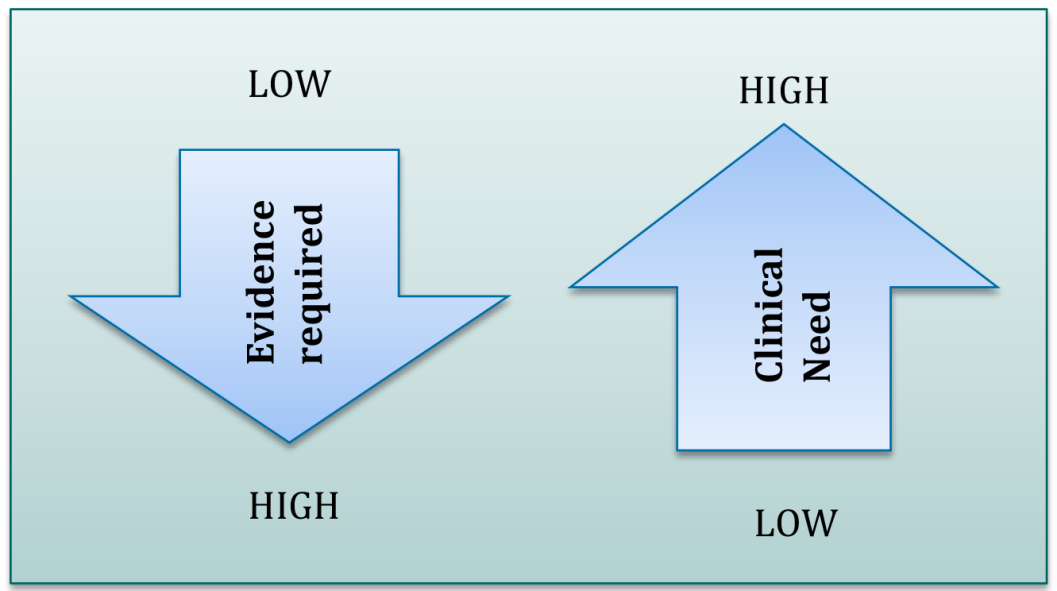 LOW
Evidence
required
HIGH
HIGH
Clinical
Need
LOW